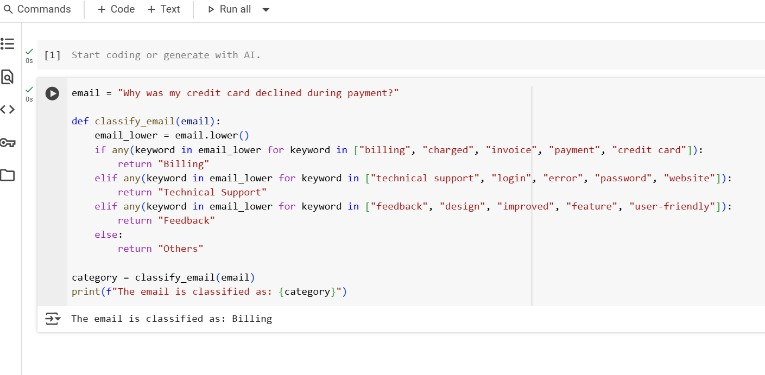 Commands + Code + Text Run all
[1] Start coding or generate with AI.
0s
0s
email = "Why was my credit card declined during payment?"
def classify_email(email):
    email_lower = email.lower()
    if any(keyword in email_lower for keyword in ["billing", "charged", "invoice", "payment", "credit card"]):
        return "Billing"
    elif any(keyword in email_lower for keyword in ["technical support", "login", "error", "password", "website"]):
        return "Technical Support"
    elif any(keyword in email_lower for keyword in ["feedback", "design", "improved", "feature", "user-friendly"]):
        return "Feedback"
    else:
        return "Others"
category = classify_email(email)
print(f"The email is classified as: {category}")
The email is classified as: Billing